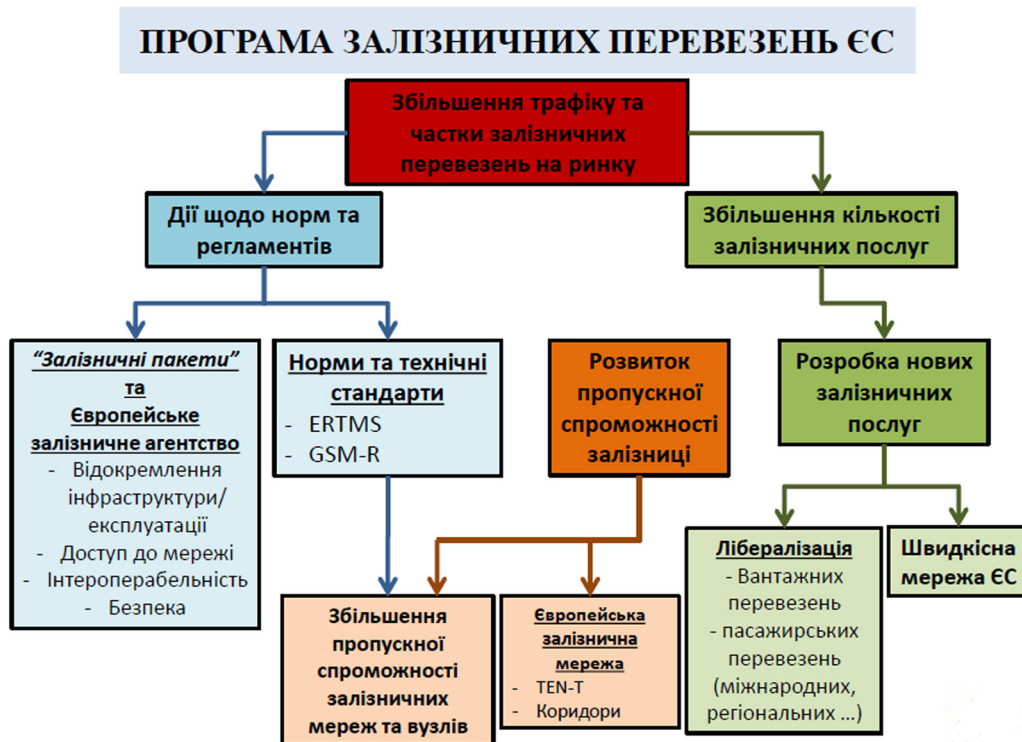 ПРОГРАМА ЗАЛІЗНИЧНИХ ПЕРЕВЕЗЕНЬ ЄС
Збільшення трафіку та
частки залізничних
перевезень на ринку
Дії щодо норм та
регламентів
Збільшення кількості
залізничних послуг
“Залізничні пакети”
та
Європейське
залізничне агентство
- Відокремлення
інфраструктури/
експлуатації
- Доступ до мережі
- Інтероперабельність
- Безпека
Норми та технічні
стандарти
- ERTMS
- GSM-R
Розвиток
пропускної
спроможності
залізниці
Розробка нових
залізничних
послуг
Збільшення
пропускної
спроможності
залізничних
мереж та вузлів
Європейська
залізнична
мережа
- TEN-T
- Коридори
Лібералізація
- Вантажних
перевезень
- пасажирських
перевезень
(міжнародних,
регіональних ...)
Швидкісна
мережа ЄС